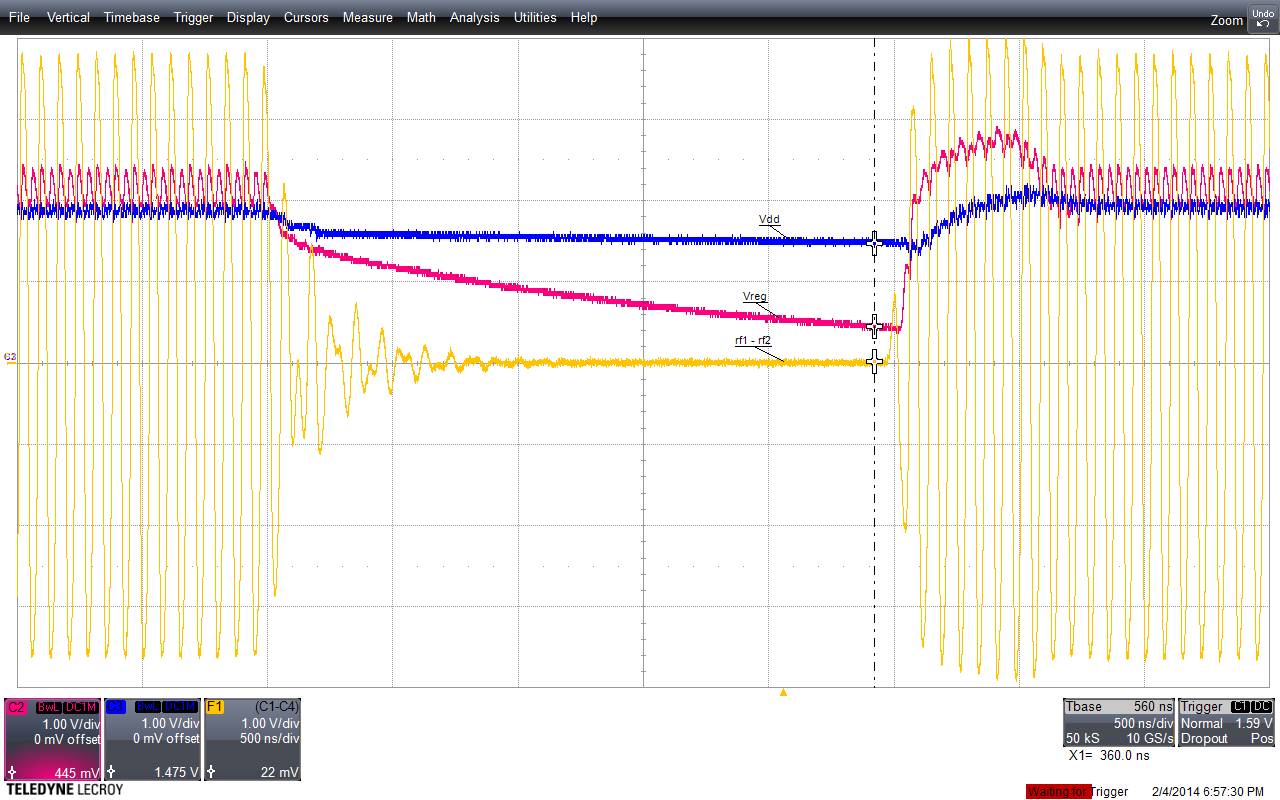 File Vertical Timebase Trigger Display Cursors Measure Math Analysis Utilities Help
Zoom Undo
Vdd
Vreg
rf1 - rf2
C3
C2 BwL DC1M
1.00 V/div
0 mV offset
445 mV
C3 BwL DC1M
1.00 V/div
0 mV offset
1.475 V
F1 (C1-C4)
1.00 V/div
500 ns/div
22 mV
Tbase 560 ns
500 ns/div
50 kS 10 GS/s
Trigger C1 DC
Normal 1.59 V
Dropout Pos
X1= 360.0 ns
TELEDYNE LECROY
Waiting for Trigger 2/4/2014 6:57:30 PM